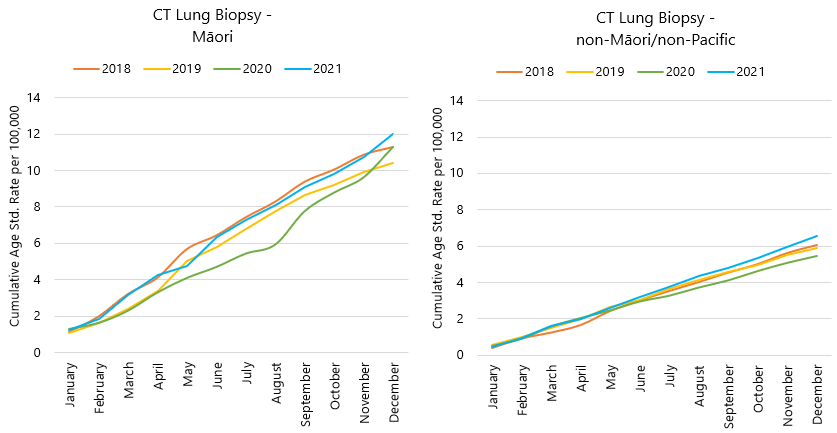 CT Lung Biopsy -
Māori
2018 2019 2020 2021
Cumulative Age Std. Rate per 100,000
14
12
10
8
6
4
2
0
January
February
March
April
May
June
July
August
September
October
November
December
CT Lung Biopsy -
non-Māori/non-Pacific
2018 2019 2020 2021
Cumulative Age Std. Rate per 100,000
14
12
10
8
6
4
2
0
January
February
March
April
May
June
July
August
September
October
November
December